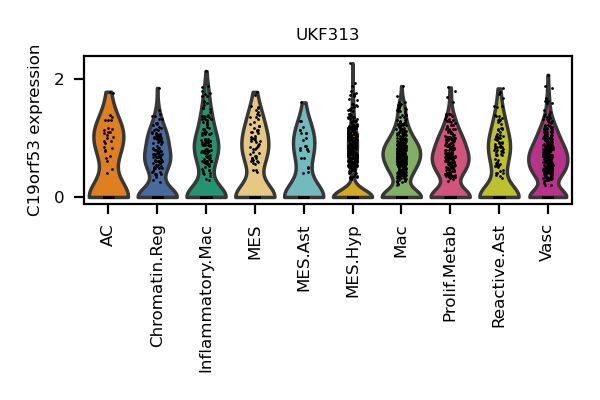 UKF313
C19orf53 expression
2
0
AC
Chromatin.Reg
Inflammatory.Mac
MES
MES.Ast
MES.Hyp
Mac
Prolif.Metab
Reactive.Ast
Vasc